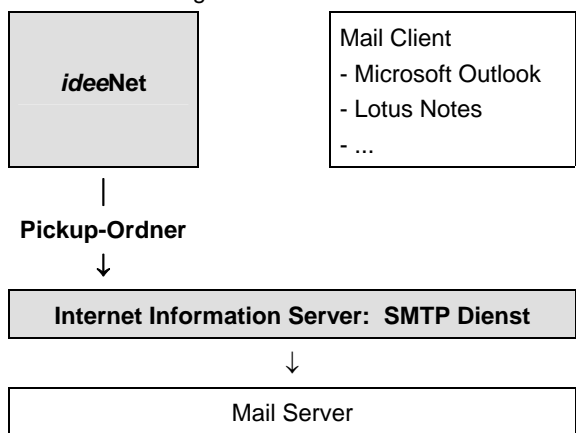 ideeNet
Mail Client
- Microsoft Outlook
- Lotus Notes
- ...
|
Pickup-Ordner
↓
Internet Information Server: SMTP Dienst
↓
Mail Server